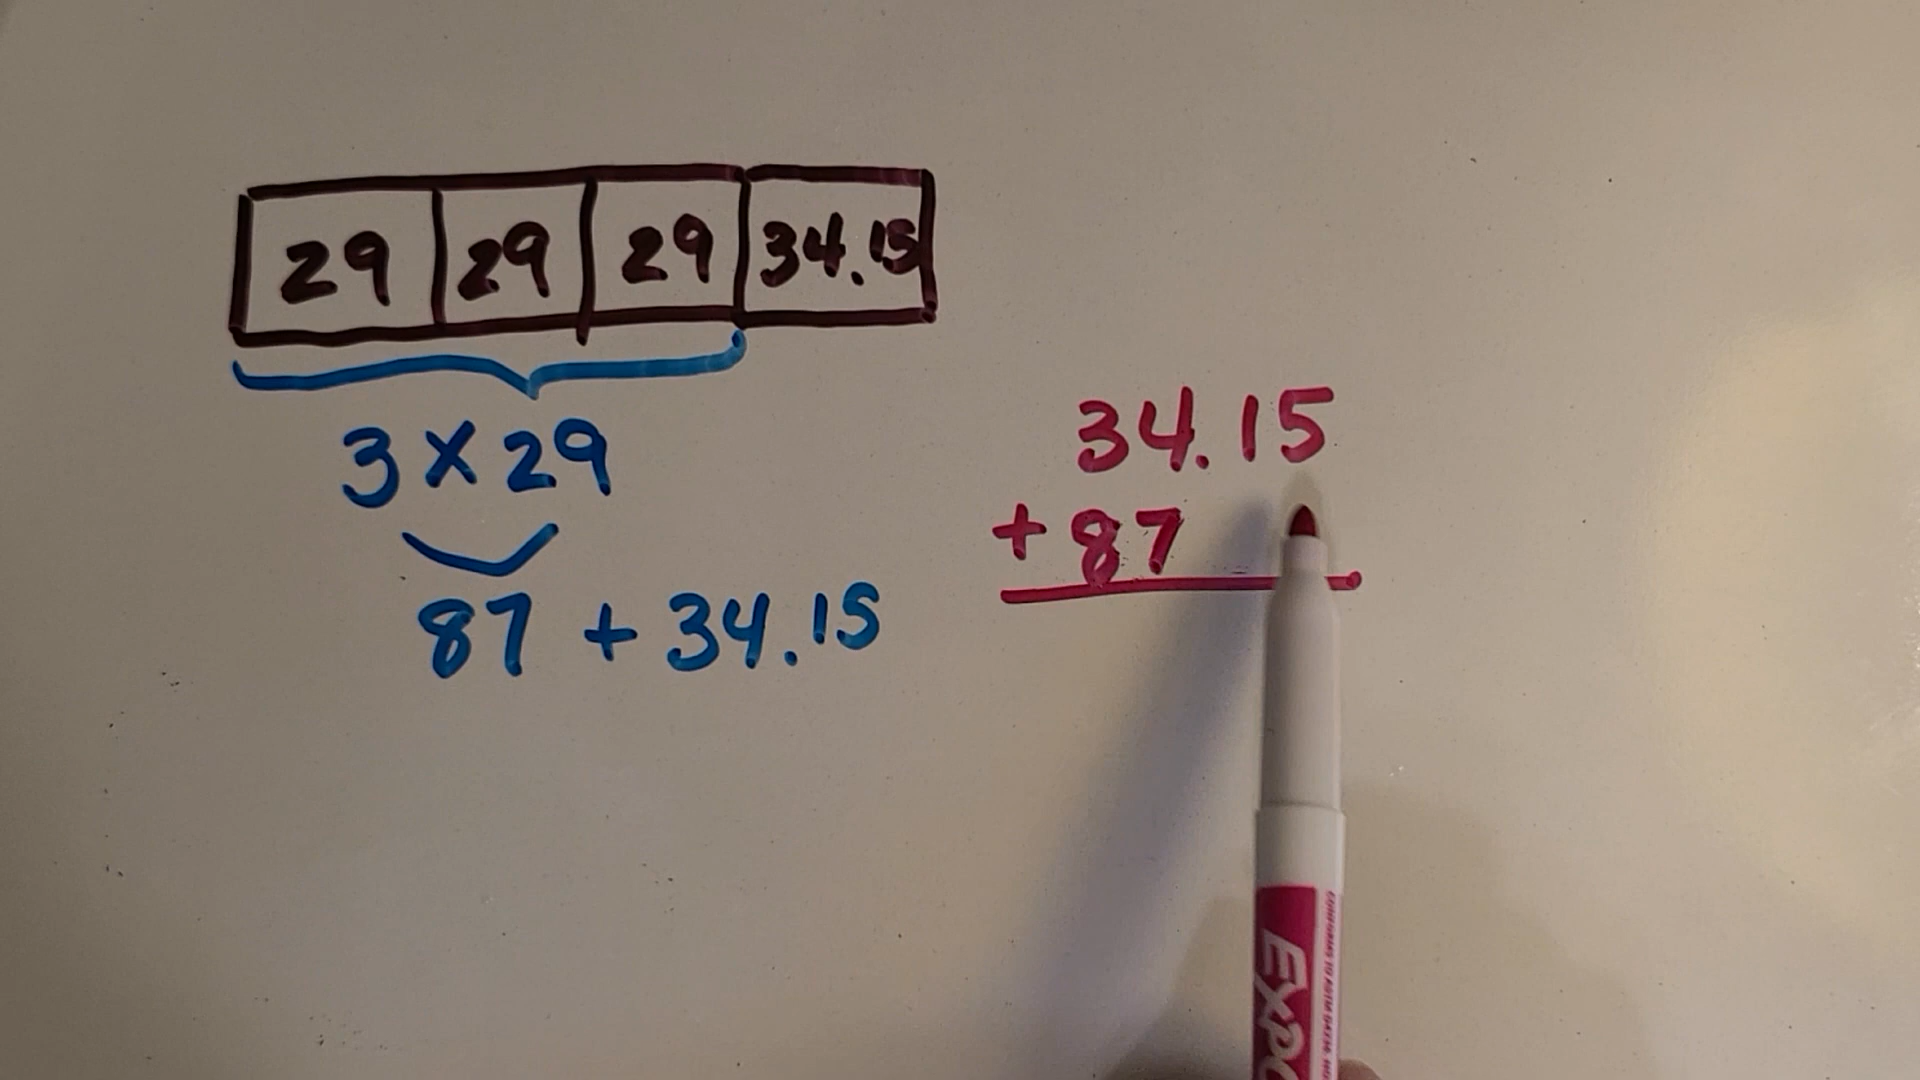 29 29 29 34.15
3 x 29
87 + 34.15
34.15
+ 87
EXPO